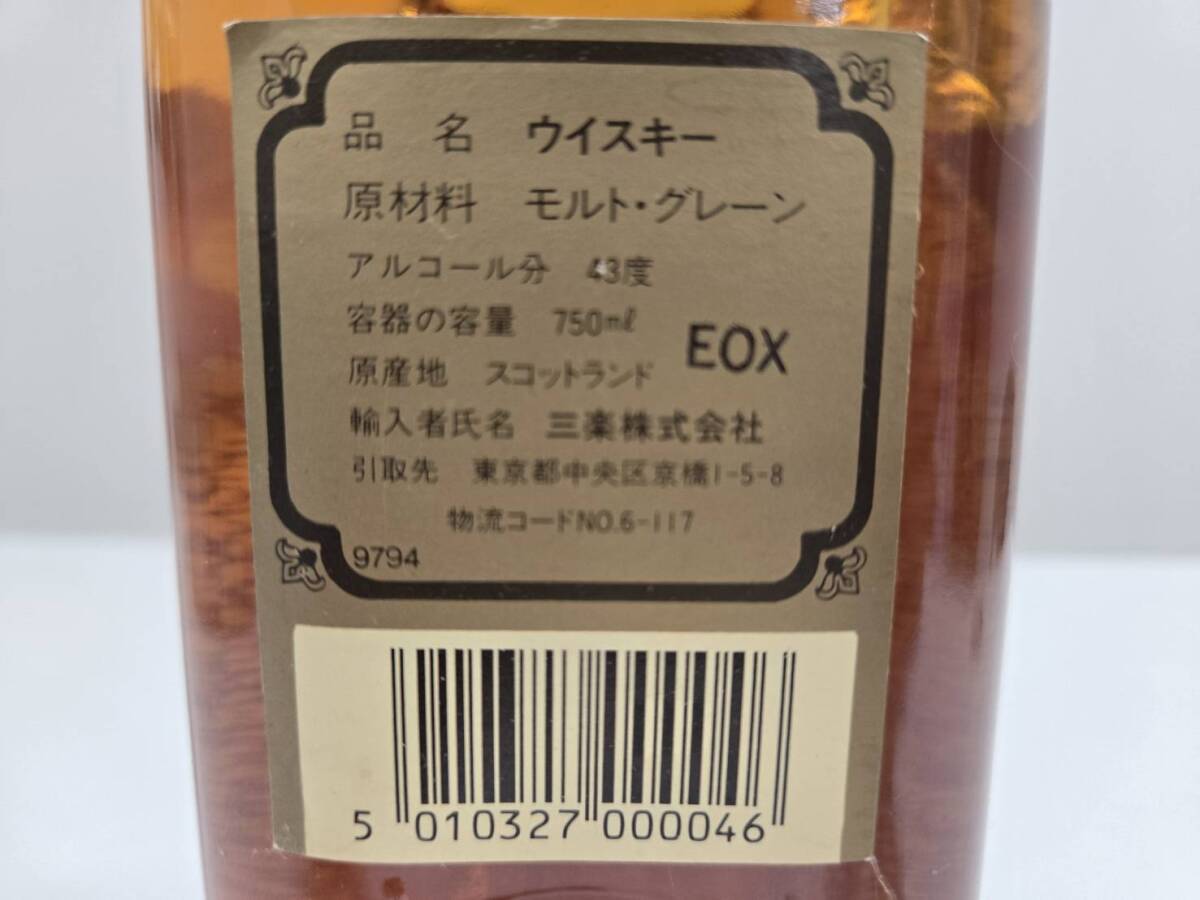 品名 ウイスキー
原材料 モルト・グレーン
アルコール分 43度
容器の容量 750ml
EOX
原産地 スコットランド
輸入者氏名 三楽株式会社
引取先 東京都中央区京橋1-5-8
物流コードNO.6-117
9794
5 010327 000046